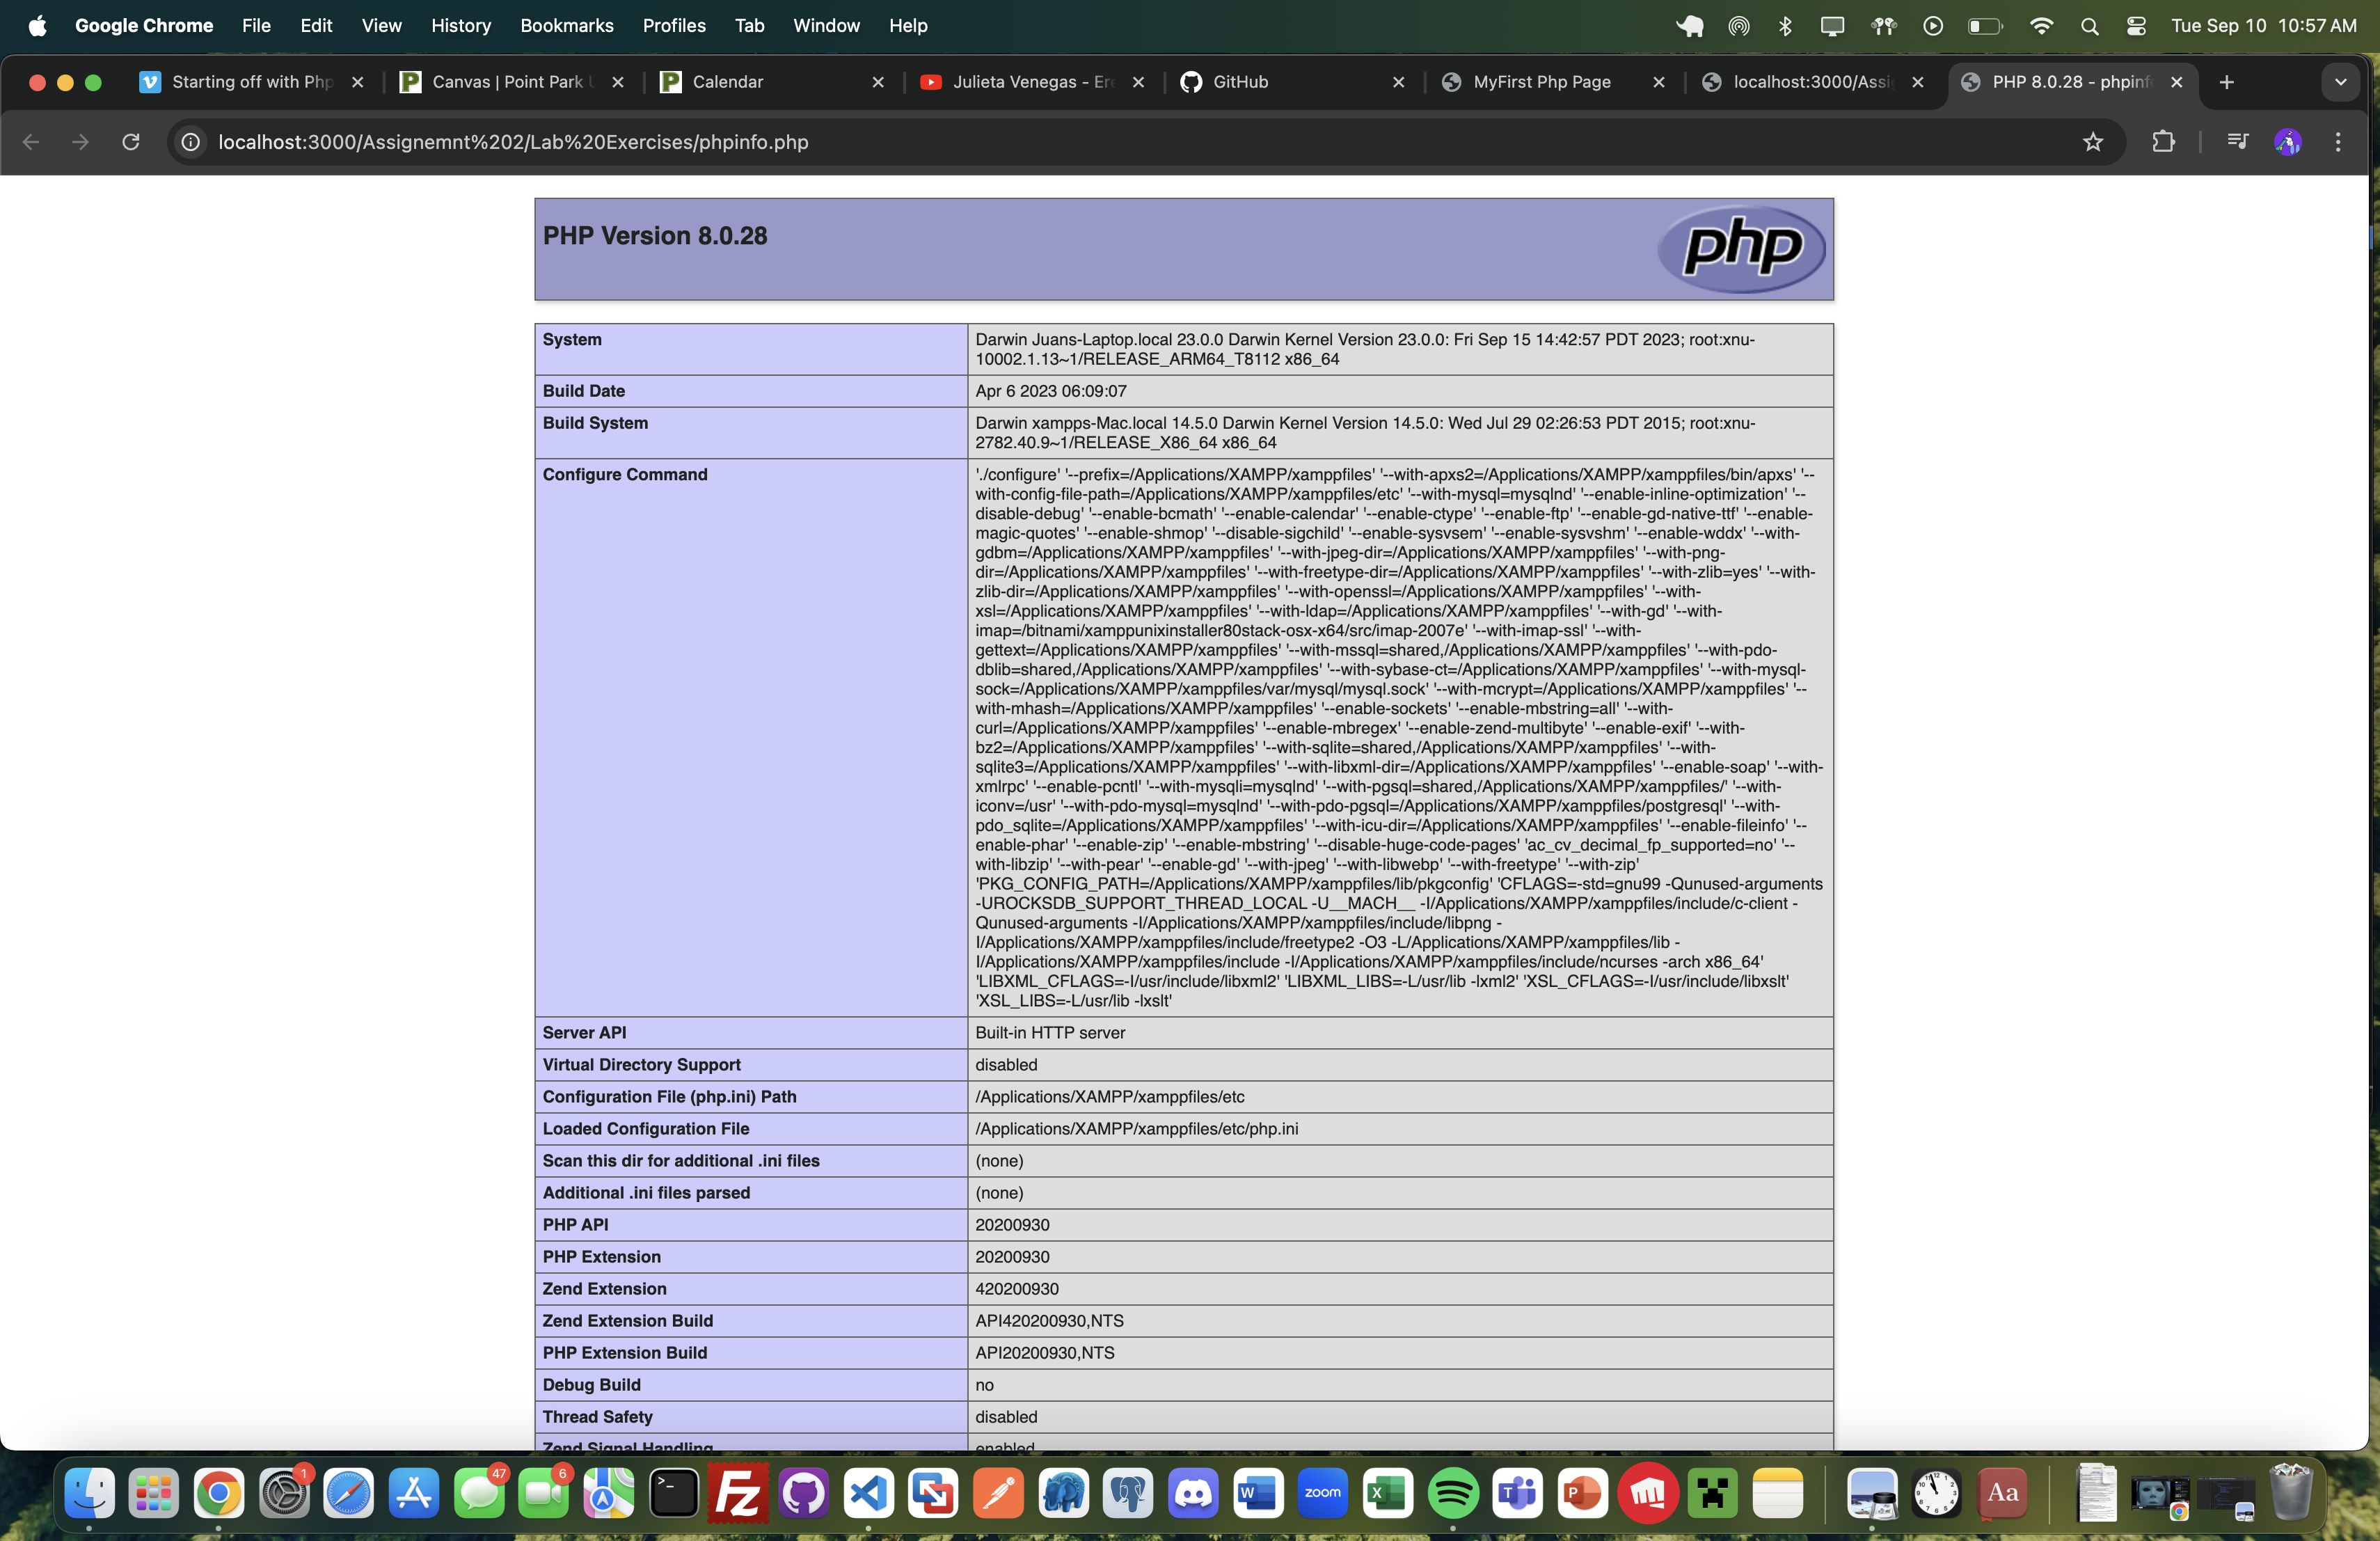 Google Chrome File Edit View History Bookmarks Profiles Tab Window Help Tue Sep 10 10:57 AM
Starting off with Php Canvas | Point Park Calendar Julieta Venegas - Ere GitHub MyFirst Php Page localhost:3000/Assi PHP 8.0.28 - phpinf
localhost:3000/Assignemnt%202/Lab%20Exercises/phpinfo.php
PHP Version 8.0.28
php
System Darwin Juans-Laptop.local 23.0.0 Darwin Kernel Version 23.0.0: Fri Sep 15 14:42:57 PDT 2023; root:xnu-
10002.1.13~1/RELEASE_ARM64_T8112 x86_64
Build Date Apr 6 2023 06:09:07
Build System Darwin xampps-Mac.local 14.5.0 Darwin Kernel Version 14.5.0: Wed Jul 29 02:26:53 PDT 2015; root:xnu-
2782.40.9~1/RELEASE_X86_64 x86_64
Configure Command './configure' '--prefix=/Applications/XAMPP/xamppfiles' '--with-apxs2=/Applications/XAMPP/xamppfiles/bin/apxs' '--
with-config-file-path=/Applications/XAMPP/xamppfiles/etc' '--with-mysql=mysqlnd' '--enable-inline-optimization' '--
disable-debug' '--enable-bcmath' '--enable-calendar' '--enable-ctype' '--enable-ftp' '--enable-gd-native-ttf' '--enable-
magic-quotes' '--enable-shmop' '--disable-sigchild' '--enable-sysvsem' '--enable-sysvshm' '--enable-wddx' '--with-
gdbm=/Applications/XAMPP/xamppfiles' '--with-jpeg-dir=/Applications/XAMPP/xamppfiles' '--with-png-
dir=/Applications/XAMPP/xamppfiles' '--with-freetype-dir=/Applications/XAMPP/xamppfiles' '--with-zlib=yes' '--with-
zlib-dir=/Applications/XAMPP/xamppfiles' '--with-openssl=/Applications/XAMPP/xamppfiles' '--with-
xsl=/Applications/XAMPP/xamppfiles' '--with-ldap=/Applications/XAMPP/xamppfiles' '--with-gd' '--with-
imap=/bitnami/xamppunixinstaller80stack-osx-x64/src/imap-2007e' '--with-imap-ssl' '--with-
gettext=/Applications/XAMPP/xamppfiles' '--with-mssql=shared,/Applications/XAMPP/xamppfiles' '--with-pdo-
dblib=shared,/Applications/XAMPP/xamppfiles' '--with-sybase-ct=/Applications/XAMPP/xamppfiles' '--with-mysql-
sock=/Applications/XAMPP/xamppfiles/var/mysql/mysql.sock' '--with-mcrypt=/Applications/XAMPP/xamppfiles' '--
with-mhash=/Applications/XAMPP/xamppfiles' '--enable-sockets' '--enable-mbstring=all' '--with-
curl=/Applications/XAMPP/xamppfiles' '--enable-mbregex' '--enable-zend-multibyte' '--enable-exif' '--with-
bz2=/Applications/XAMPP/xamppfiles' '--with-sqlite=shared,/Applications/XAMPP/xamppfiles' '--with-
sqlite3=/Applications/XAMPP/xamppfiles' '--with-libxml-dir=/Applications/XAMPP/xamppfiles' '--enable-soap' '--with-
xmlrpc' '--enable-pcntl' '--with-mysqli=mysqlnd' '--with-pgsql=shared,/Applications/XAMPP/xamppfiles/' '--with-
iconv=/usr' '--with-pdo-mysql=mysqlnd' '--with-pdo-pgsql=/Applications/XAMPP/xamppfiles/postgresql' '--with-
pdo_sqlite=/Applications/XAMPP/xamppfiles' '--with-icu-dir=/Applications/XAMPP/xamppfiles' '--enable-fileinfo' '--
enable-phar' '--enable-zip' '--enable-mbstring' '--disable-huge-code-pages' 'ac_cv_decimal_fp_supported=no' '--
with-libzip' '--with-pear' '--enable-gd' '--with-jpeg' '--with-libwebp' '--with-freetype' '--with-zip'
'PKG_CONFIG_PATH=/Applications/XAMPP/xamppfiles/lib/pkgconfig' 'CFLAGS=-std=gnu99 -Qunused-arguments
-UROCKSDB_SUPPORT_THREAD_LOCAL -U__MACH__ -I/Applications/XAMPP/xamppfiles/include/c-client -
Qunused-arguments -I/Applications/XAMPP/xamppfiles/include/libpng -
I/Applications/XAMPP/xamppfiles/include/freetype2 -O3 -L/Applications/XAMPP/xamppfiles/lib -
I/Applications/XAMPP/xamppfiles/include -I/Applications/XAMPP/xamppfiles/include/ncurses -arch x86_64'
'LIBXML_CFLAGS=-I/usr/include/libxml2' 'LIBXML_LIBS=-L/usr/lib -lxml2' 'XSL_CFLAGS=-I/usr/include/libxslt'
'XSL_LIBS=-L/usr/lib -lxslt'
Server API Built-in HTTP server
Virtual Directory Support disabled
Configuration File (php.ini) Path /Applications/XAMPP/xamppfiles/etc
Loaded Configuration File /Applications/XAMPP/xamppfiles/etc/php.ini
Scan this dir for additional .ini files (none)
Additional .ini files parsed (none)
PHP API 20200930
PHP Extension 20200930
Zend Extension 420200930
Zend Extension Build API420200930,NTS
PHP Extension Build API20200930,NTS
Debug Build no
Thread Safety disabled
Zend Signal Handling enabled
1 47 6
Fz W zoom X T P Aa